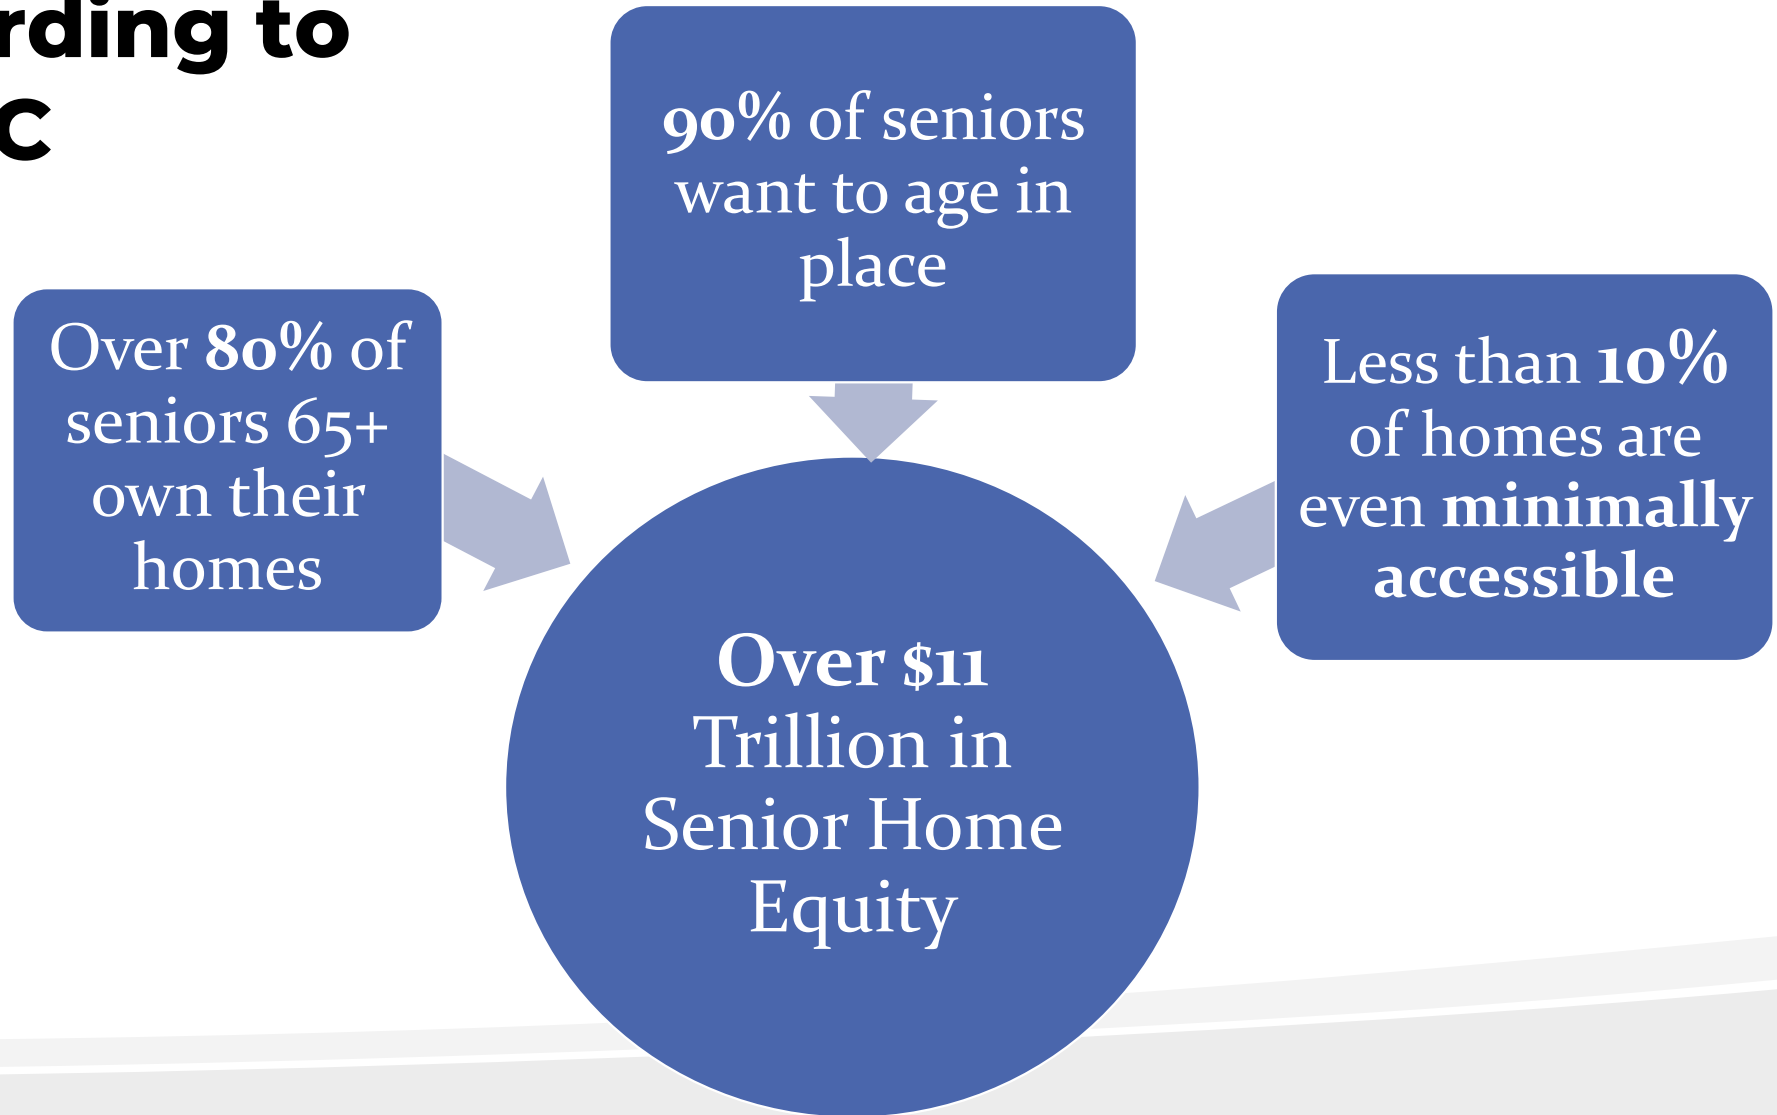 rding to
C
90% of seniors
want to age in
place
Over 80% of
seniors 65+
own their
homes
Less than 10%
of homes are
even minimally
accessible
Over $11
Trillion in
Senior Home
Equity